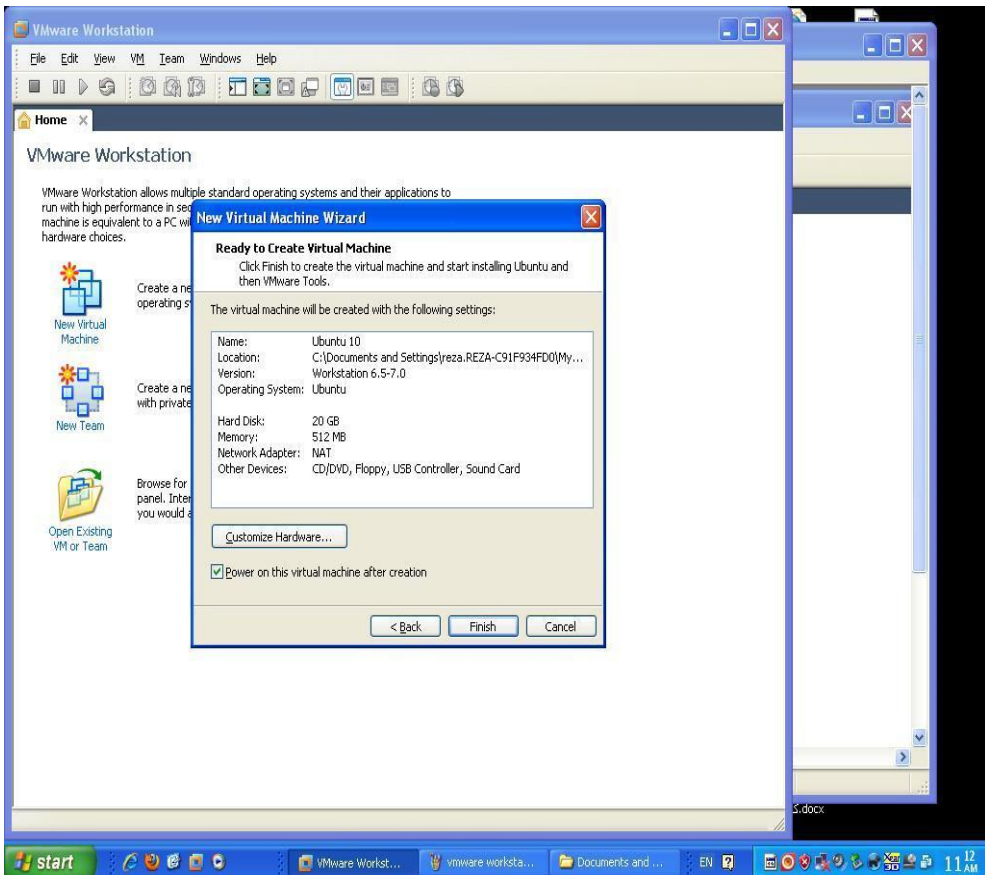 VMware Workstation
File Edit View VM Team Windows Help
Home
VMware Workstation
VMware Workstation allows multiple standard operating systems and their applications to
run with high performance in sec
machine is equivalent to a PC wi
hardware choices.
New Virtual
Machine
Create a ne
operating s
New Team
Create a ne
with private
Open Existing
VM or Team
Browse for
panel. Inter
you would a
New Virtual Machine Wizard
Ready to Create Virtual Machine
Click Finish to create the virtual machine and start installing Ubuntu and
then VMware Tools.
The virtual machine will be created with the following settings:
Name: Ubuntu 10
Location: C:\Documents and Settings\reza.REZA-C91F934FD0\My...
Version: Workstation 6.5-7.0
Operating System: Ubuntu
Hard Disk: 20 GB
Memory: 512 MB
Network Adapter: NAT
Other Devices: CD/DVD, Floppy, USB Controller, Sound Card
Customize Hardware...
Power on this virtual machine after creation
< Back Finish Cancel
.docx
start
VMware Workst...
vmware worksta...
Documents and ...
EN
11 12 AM